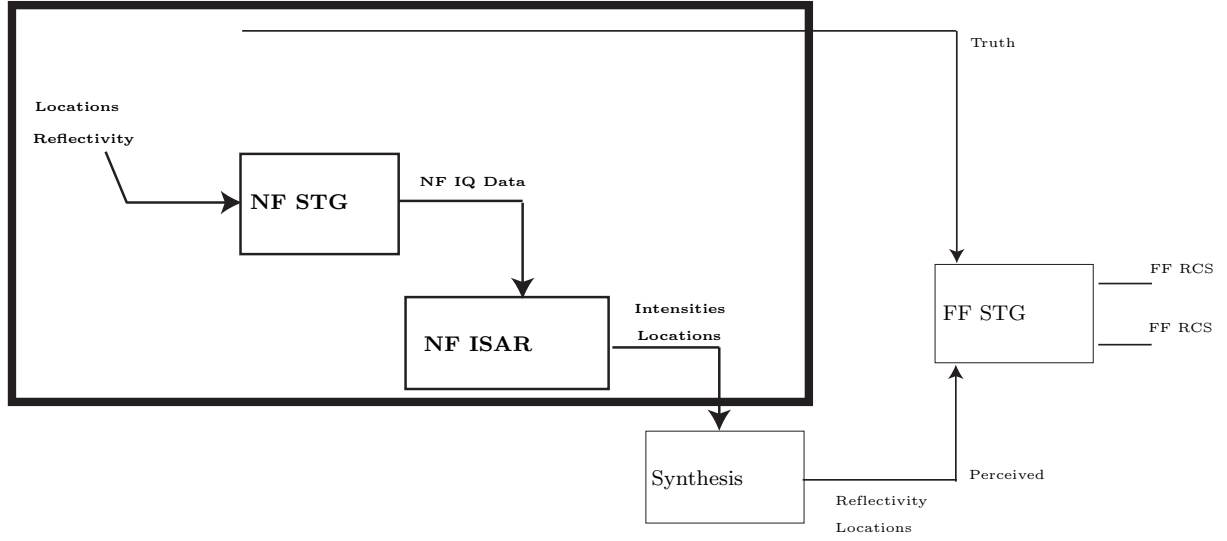 Truth
Locations
Reflectivity
NF STG
NF IQ Data
FF RCS
FF STG
FF RCS
Intensities
Locations
NF ISAR
Synthesis
Perceived
Reflectivity
Locations